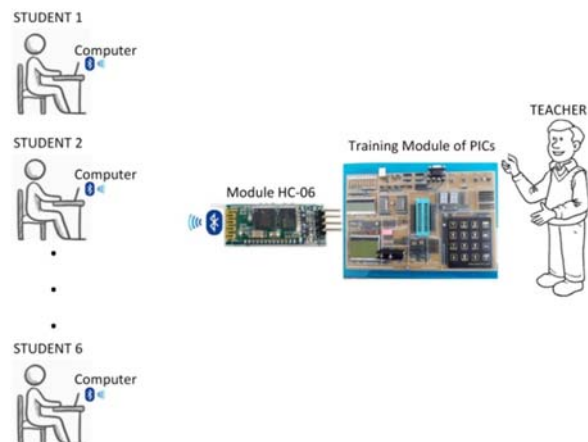 STUDENT 1
Computer
TEACHER
STUDENT 2
Training Module of PICs
Computer
Module HC-06
STUDENT 6
Computer